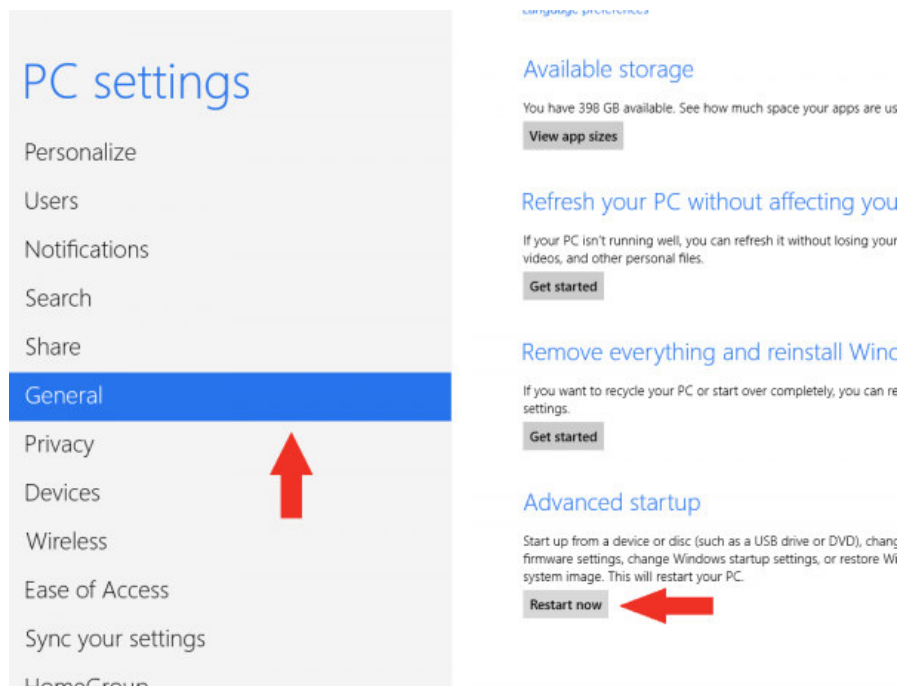 PC settings
Personalize
Users
Notifications
Search
Share
General
Privacy
Devices
Wireless
Ease of Access
Sync your settings
HomeGroup
Language preferences
Available storage
You have 398 GB available. See how much space your apps are us
View app sizes
Refresh your PC without affecting you
If your PC isn't running well, you can refresh it without losing your
videos, and other personal files.
Get started
Remove everything and reinstall Wind
If you want to recycle your PC or start over completely, you can re
settings.
Get started
Advanced startup
Start up from a device or disc (such as a USB drive or DVD), chang
firmware settings, change Windows startup settings, or restore Wi
system image. This will restart your PC.
Restart now